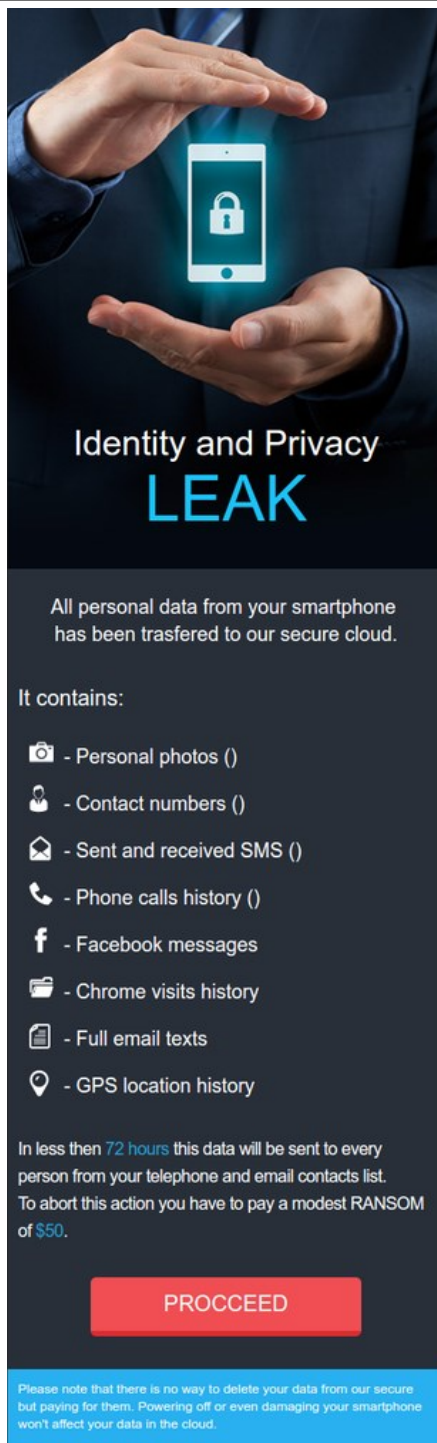 Identity and Privacy
LEAK
All personal data from your smartphone
has been trasfered to our secure cloud.
It contains:
- Personal photos ()
- Contact numbers ()
- Sent and received SMS ()
- Phone calls history ()
f - Facebook messages
- Chrome visits history
- Full email texts
- GPS location history
In less then 72 hours this data will be sent to every
person from your telephone and email contacts list.
To abort this action you have to pay a modest RANSOM
of $50.
PROCCEED
Please note that there is no way to delete your data from our secure
but paying for them. Powering off or even damaging your smartphone
won't affect your data in the cloud.